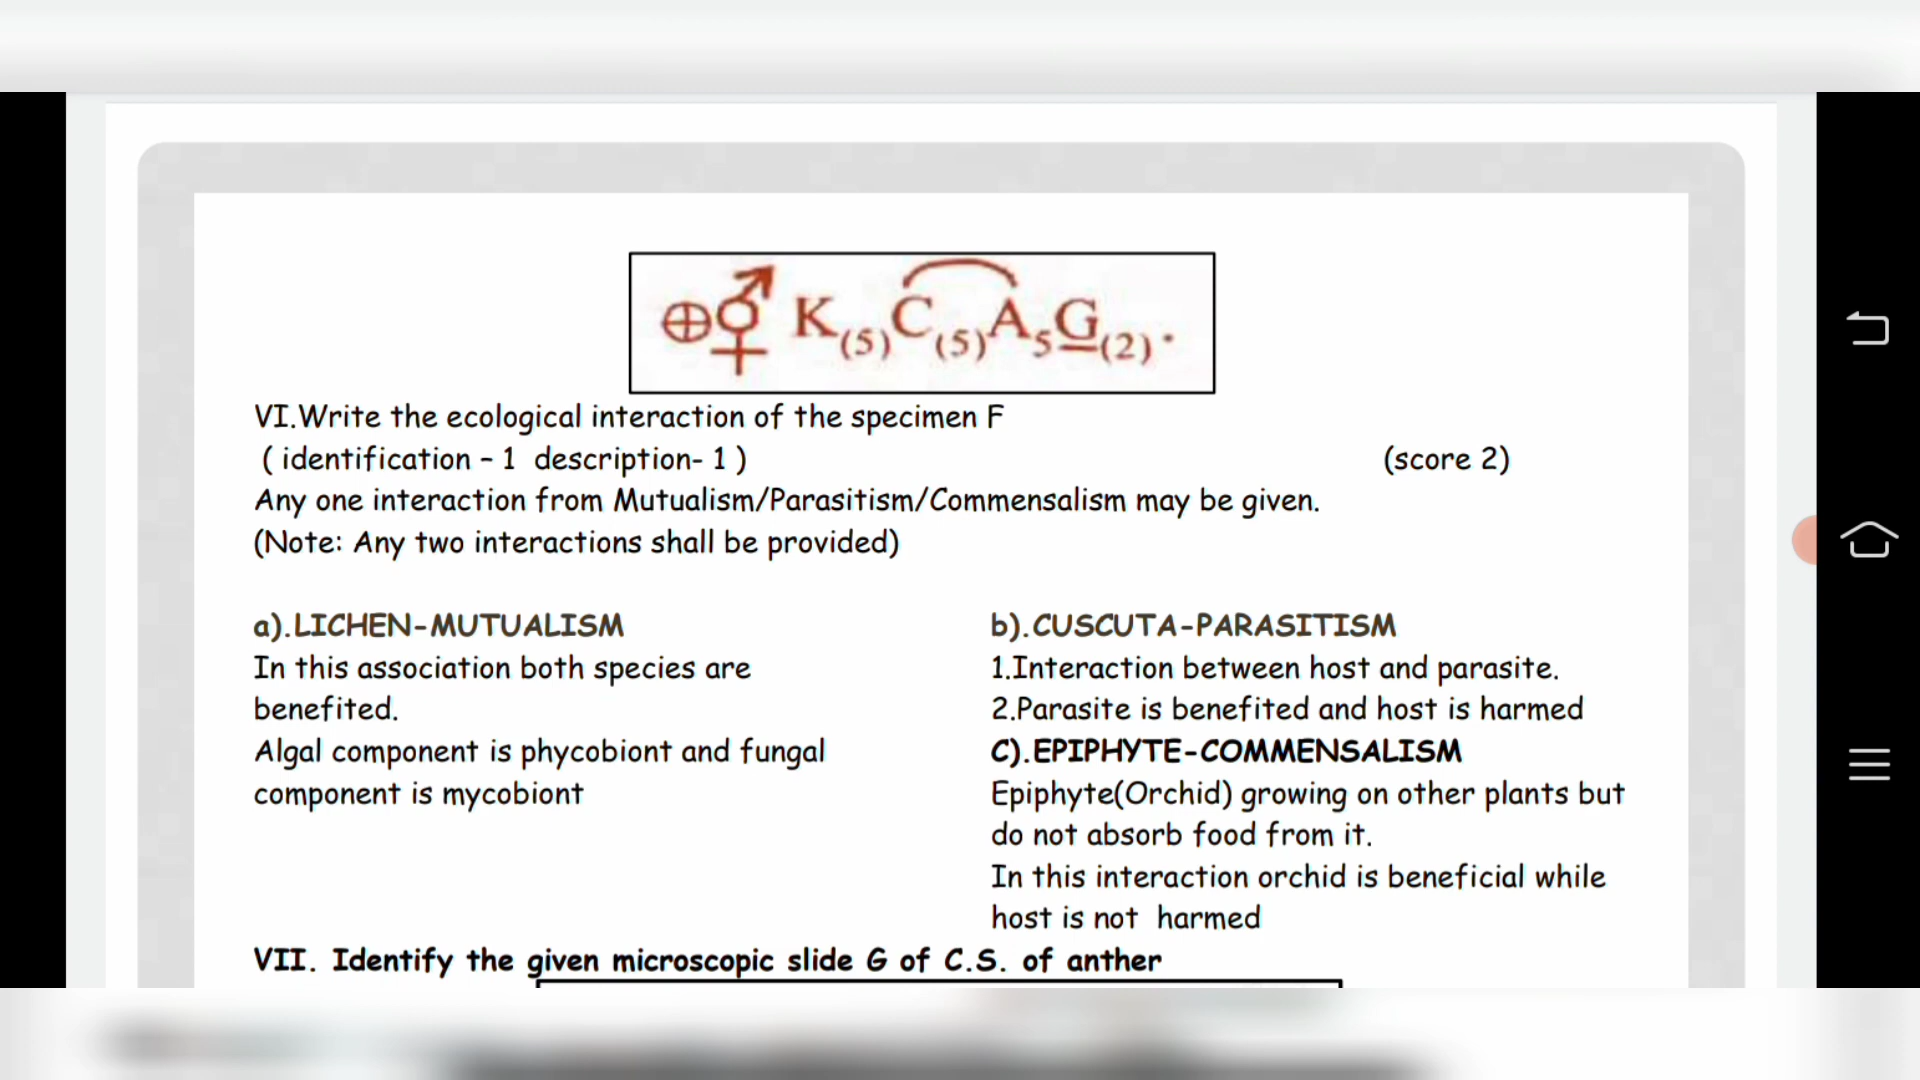 ⊕⚥ K(5)C(5)A5G(2).
VI.Write the ecological interaction of the specimen F
( identification – 1 description- 1 ) (score 2)
Any one interaction from Mutualism/Parasitism/Commensalism may be given.
(Note: Any two interactions shall be provided)
a).LICHEN-MUTUALISM
In this association both species are
benefited.
Algal component is phycobiont and fungal
component is mycobiont
b).CUSCUTA-PARASITISM
1.Interaction between host and parasite.
2.Parasite is benefited and host is harmed
C).EPIPHYTE-COMMENSALISM
Epiphyte(Orchid) growing on other plants but
do not absorb food from it.
In this interaction orchid is beneficial while
host is not harmed
VII. Identify the given microscopic slide G of C.S. of anther